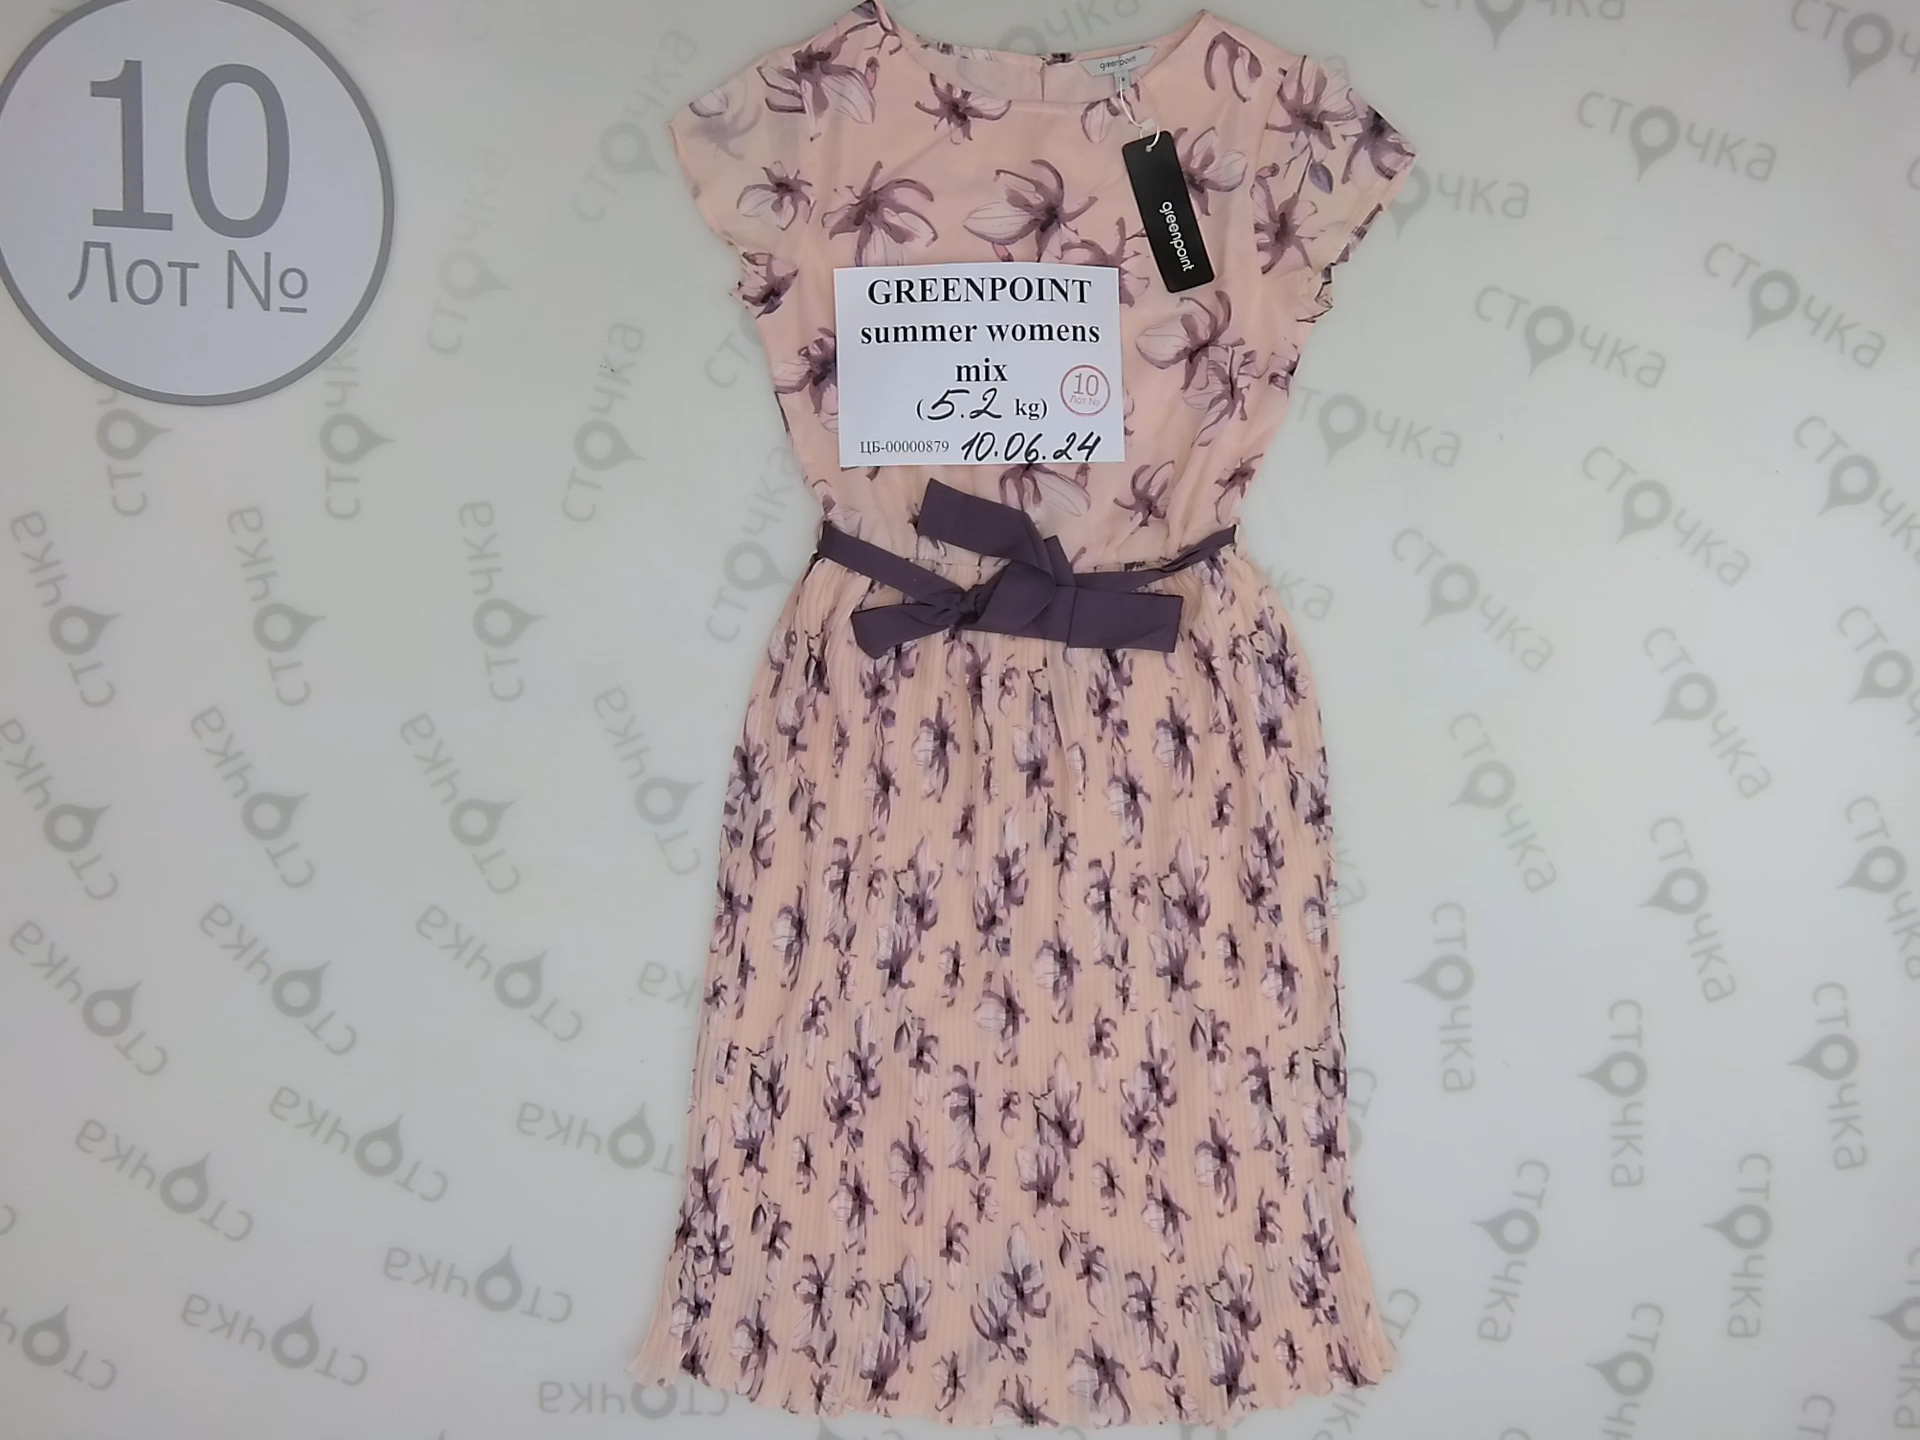 10
Лот №
greenpoint
greenpoint
GREENPOINT
summer womens
mix
(5.2 kg)
10
Лот №
ЦБ-00000879 10.06.24
сточка